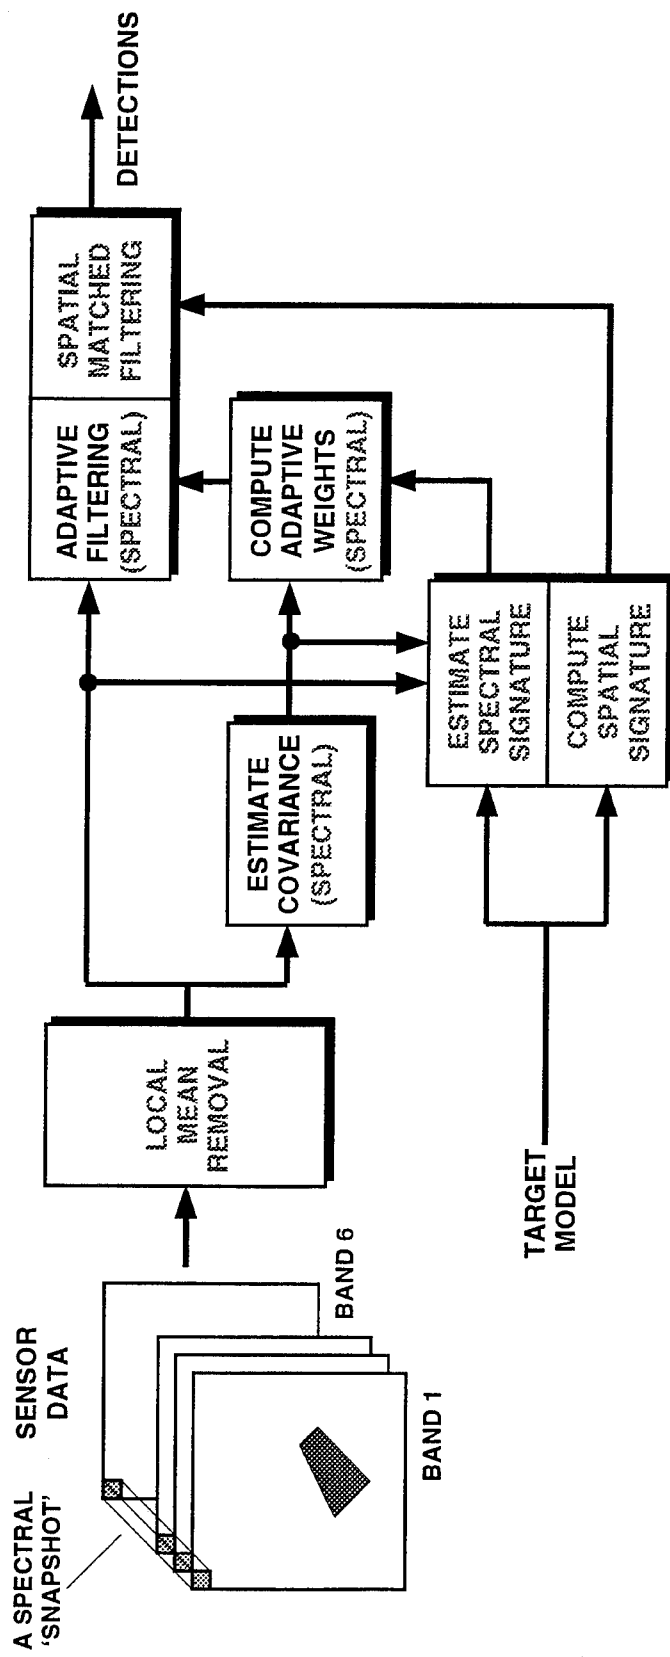 A SPECTRAL
'SNAPSHOT'
SENSOR
DATA
BAND 1
BAND 6
LOCAL
MEAN
REMOVAL
TARGET
MODEL
ESTIMATE
COVARIANCE
(SPECTRAL)
ESTIMATE
SPECTRAL
SIGNATURE
COMPUTE
SPATIAL
SIGNATURE
COMPUTE
ADAPTIVE
WEIGHTS
(SPECTRAL)
ADAPTIVE
FILTERING
(SPECTRAL)
SPATIAL
MATCHED
FILTERING
DETECTIONS